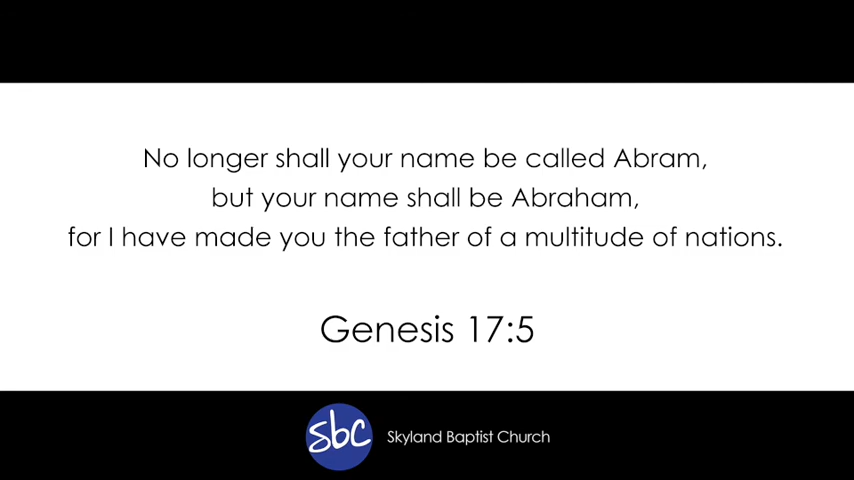 No longer shall your name be called Abram,
but your name shall be Abraham,
for I have made you the father of a multitude of nations.
Genesis 17:5
sbc Skyland Baptist Church